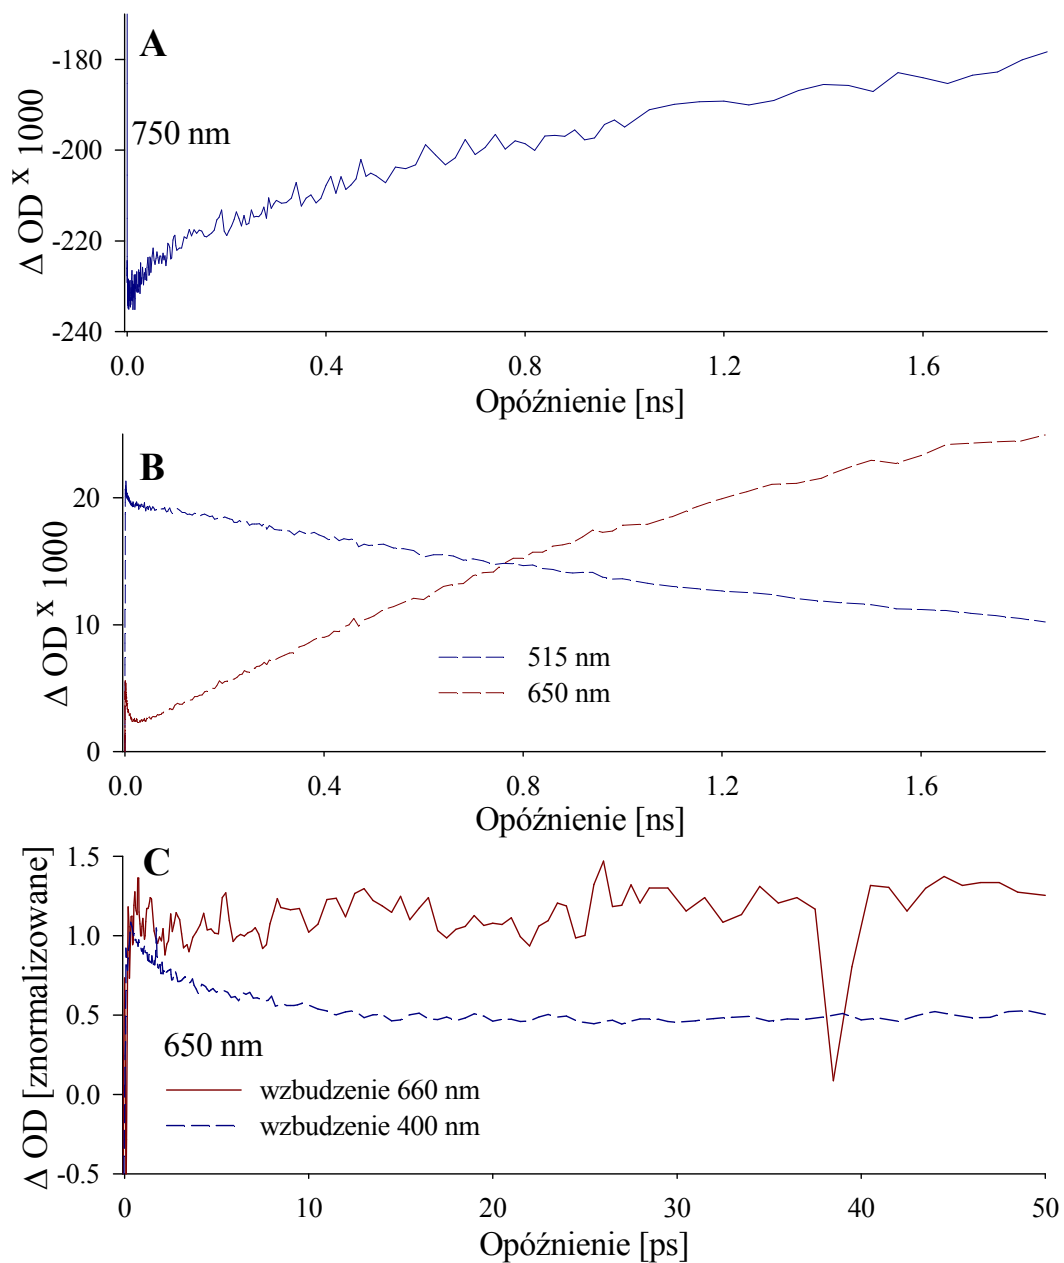 A
750 nm
Δ OD x 1000
-180
-200
-220
-240
0.0 0.4 0.8 1.2 1.6
Opóźnienie [ns]
B
Δ OD x 1000
20
10
0
515 nm
650 nm
0.0 0.4 0.8 1.2 1.6
Opóźnienie [ns]
C
Δ OD [znormalizowane]
1.5
1.0
0.5
0.0
-0.5
650 nm
wzbudzenie 660 nm
wzbudzenie 400 nm
0 10 20 30 40 50
Opóźnienie [ps]